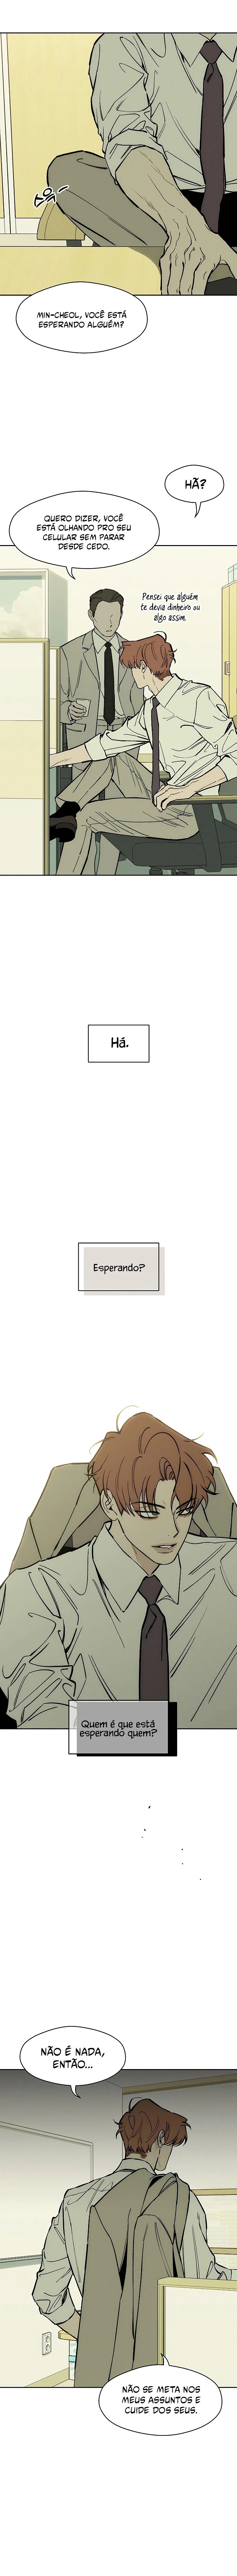 스윽
MIN-CHEOL, VOCÊ ESTÁ
ESPERANDO ALGUÉM?
HÃ?
QUERO DIZER, VOCÊ
ESTÁ OLHANDO PRO SEU
CELULAR SEM PARAR
DESDE CEDO.
Pensei que alguém
te devia dinheiro ou
algo assim.
Há.
Esperando?
Quem é que está
esperando quem?
NÃO É NADA,
ENTÃO...
NÃO SE META NOS
MEUS ASSUNTOS E
CUIDE DOS SEUS.